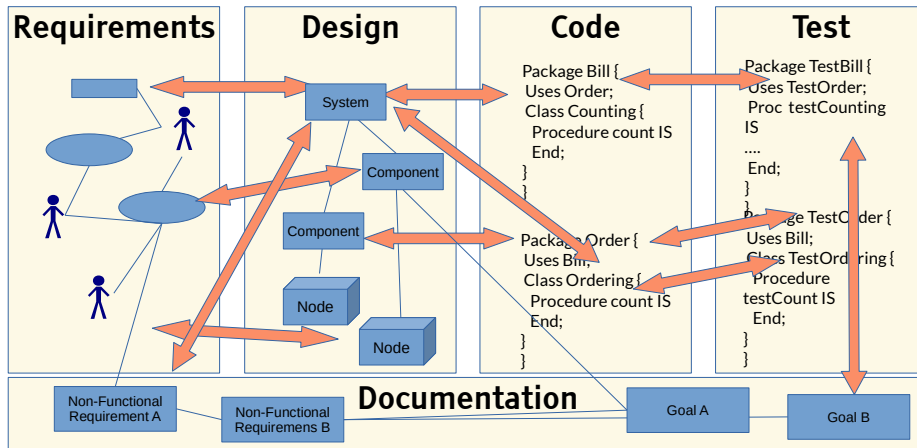 Requirements
Design
Code
Test
System
Component
Component
Node
Node
Package Bill {
Uses Order;
Class Counting {
Procedure count IS
End;
}
}
Package Order {
Uses Bill;
Class Ordering {
Procedure count IS
End;
}
}
Package TestBill {
Uses TestOrder;
Proc testCounting
IS
....
End;
}
}
Package TestOrder {
Uses Bill;
Class TestOrdering {
Procedure
testCount IS
End;
}
}
Documentation
Non-Functional
Requirement A
Non-Functional
Requiremens B
Goal A
Goal B